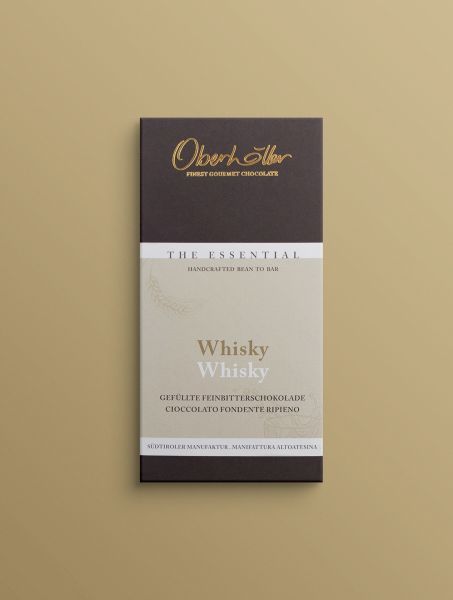 Oberhöller
FINEST GOURMET CHOCOLATE
THE ESSENTIAL
HANDCRAFTED BEAN TO BAR
Whisky
Whisky
GEFÜLLTE FEINBITTERSCHOKOLADE
CIOCCOLATO FONDENTE RIPIENO
SÜDTIROLER MANUFAKTUR . MANIFATTURA ALTOATESINA